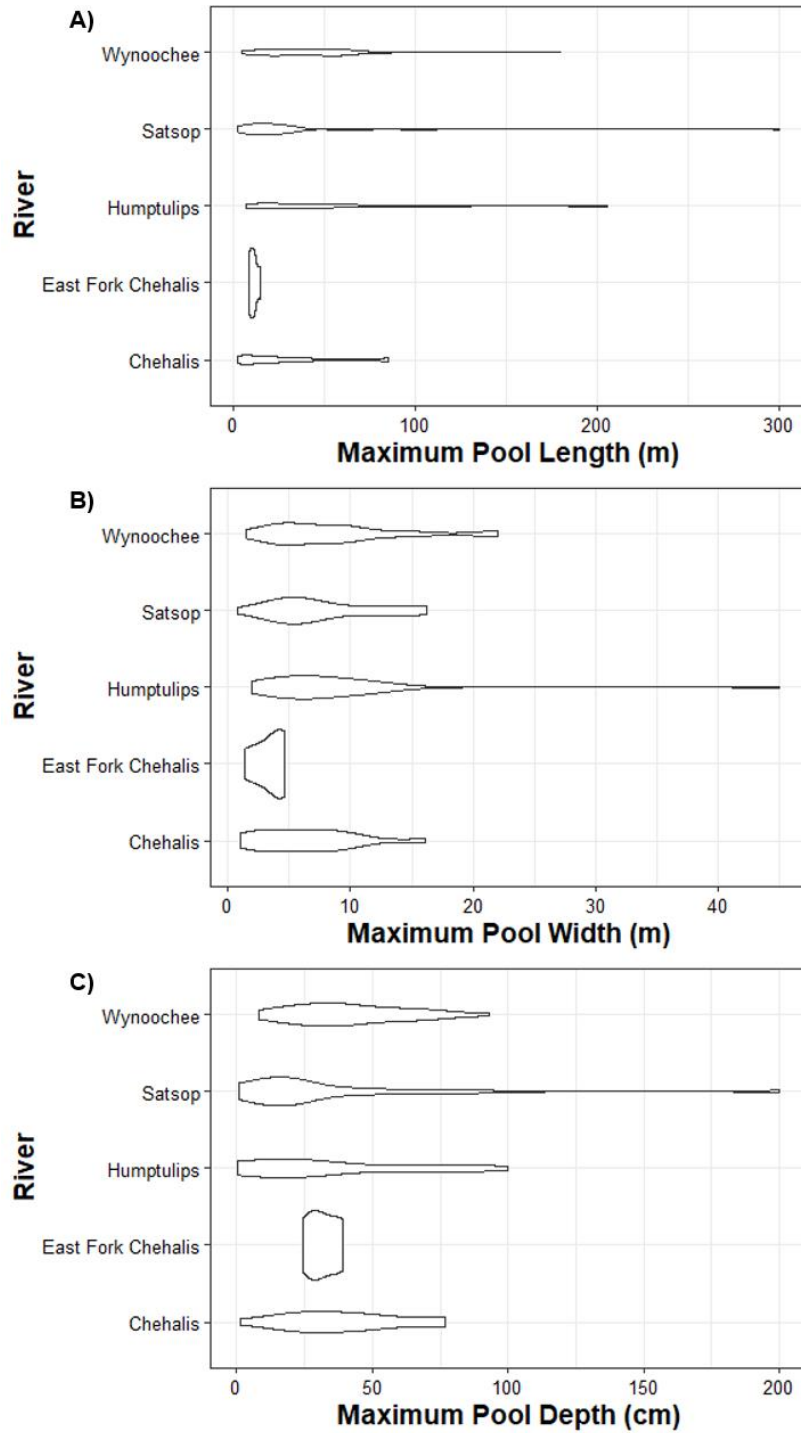 A)
Wynoochee
Satsop
Humptulips
East Fork Chehalis
Chehalis
River
0 100 200 300
Maximum Pool Length (m)
B)
Wynoochee
Satsop
Humptulips
East Fork Chehalis
Chehalis
River
0 10 20 30 40
Maximum Pool Width (m)
C)
Wynoochee
Satsop
Humptulips
East Fork Chehalis
Chehalis
River
0 50 100 150 200
Maximum Pool Depth (cm)